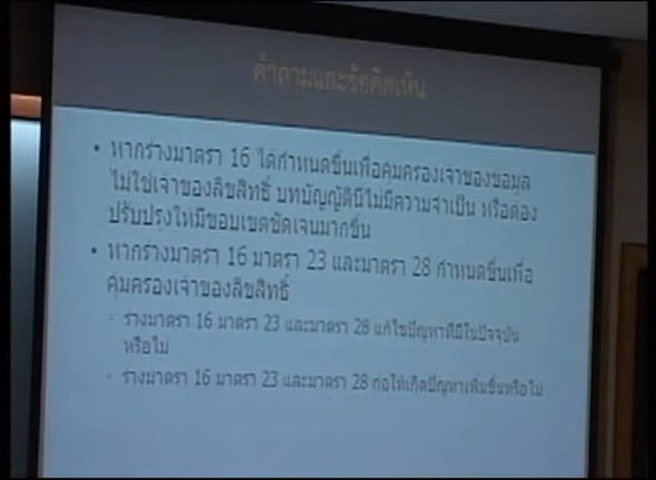 คำถามและข้อคิดเห็น
• หากร่างมาตรา 16 ได้กำหนดขึ้นเพื่อคุ้มครองเจ้าของข้อมูล
ไม่ใช่เจ้าของลิขสิทธิ์ บทบัญญัตินี้ไม่มีความจำเป็น หรือต้อง
ปรับปรุงให้มีขอบเขตชัดเจนมากขึ้น
• หากร่างมาตรา 16 มาตรา 23 และมาตรา 28 กำหนดขึ้นเพื่อ
คุ้มครองเจ้าของลิขสิทธิ์
- ร่างมาตรา 16 มาตรา 23 และมาตรา 28 แก้ไขปัญหาที่มีในปัจจุบัน
หรือไม่
- ร่างมาตรา 16 มาตรา 23 และมาตรา 28 ก่อให้เกิดปัญหาเพิ่มขึ้นหรือไม่